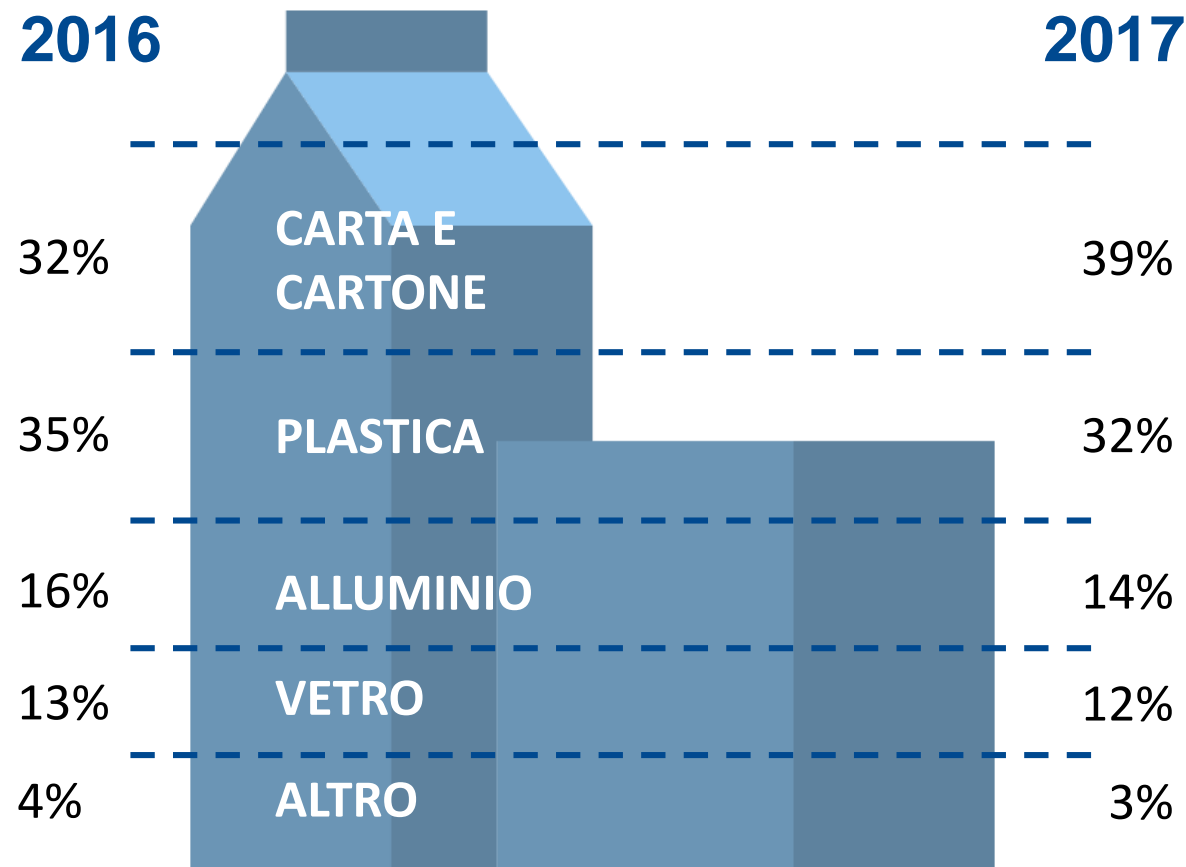 2016 2017
32% CARTA E
CARTONE 39%
35% PLASTICA 32%
16% ALLUMINIO 14%
13% VETRO 12%
4% ALTRO 3%